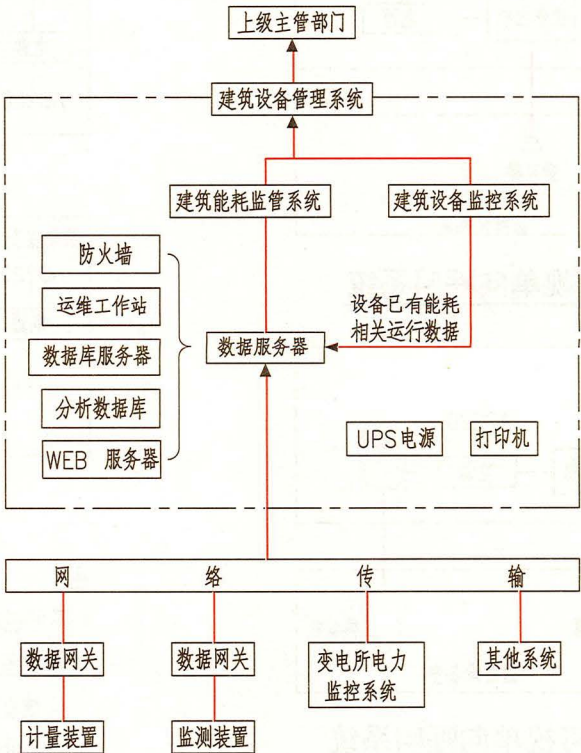 上级主管部门
建筑设备管理系统
建筑能耗监管系统
建筑设备监控系统
防火墙
运维工作站
数据库服务器
分析数据库
WEB 服务器
数据服务器
设备已有能耗
相关运行数据
UPS电源
打印机
网 络 传 输
数据网关
数据网关
变电所电力
监控系统
其他系统
计量装置
监测装置